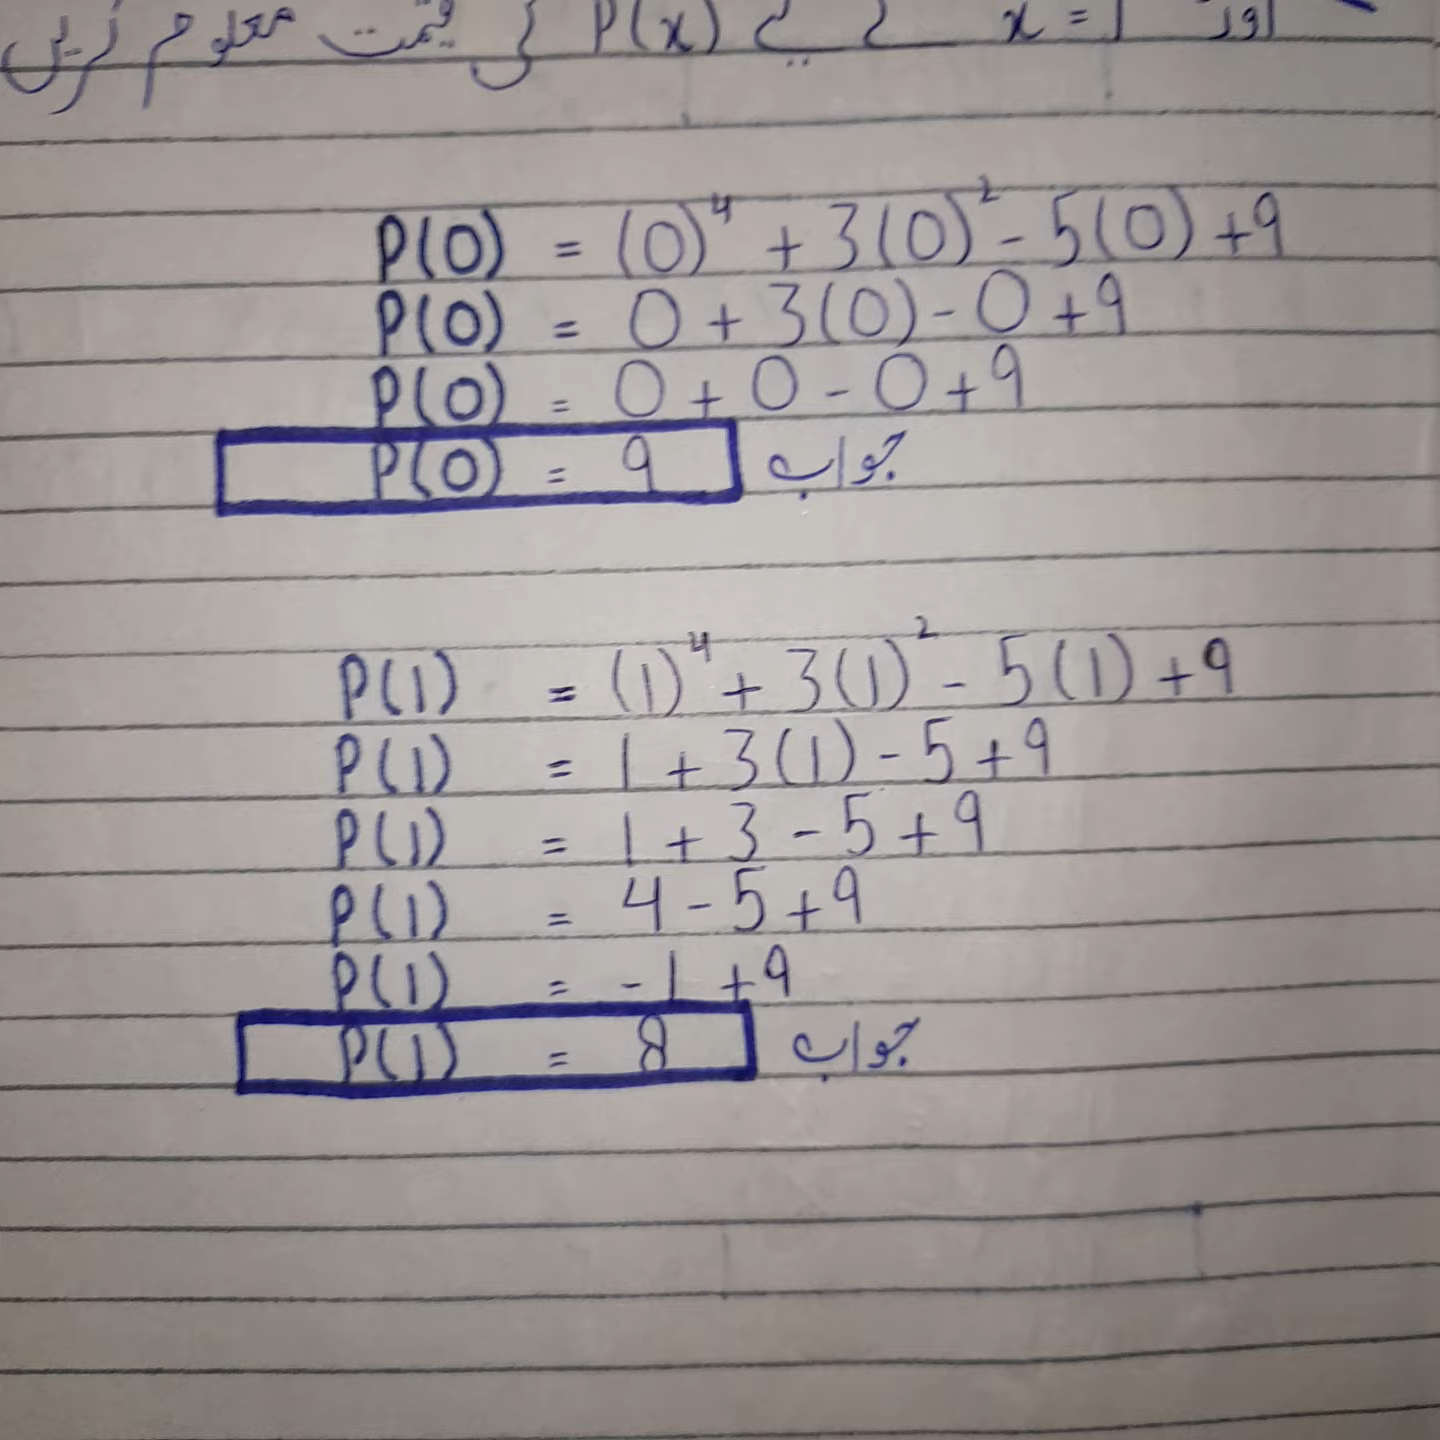 اور x = 1 کے لیے P(x) کی قیمت معلوم کریں
P(0) = (0)⁴ + 3(0)² - 5(0) + 9
P(0) = 0 + 3(0) - 0 + 9
P(0) = 0 + 0 - 0 + 9
P(0) = 9 جواب
P(1) = (1)⁴ + 3(1)² - 5(1) + 9
P(1) = 1 + 3(1) - 5 + 9
P(1) = 1 + 3 - 5 + 9
P(1) = 4 - 5 + 9
P(1) = -1 + 9
P(1) = 8 جواب